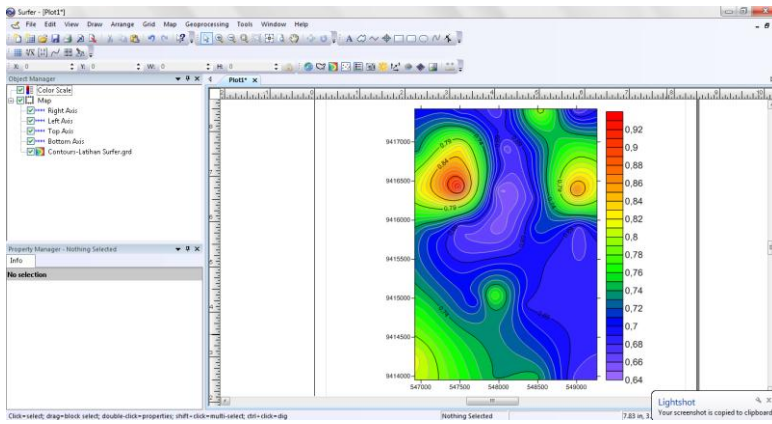 Surfer - [Plot1*]
File Edit View Draw Arrange Grid Map Geoprocessing Tools Window Help
X: 0 Y: 0 W: 0 H: 0
Object Manager
Plot1*
Color Scale
Map
Right Axis
Left Axis
Top Axis
Bottom Axis
Contours-Latihan Surfer.grd
Property Manager - Nothing Selected
Info
No selection
9417000
9416500
9416000
9415500
9415000
9414500
9414000
547000 547500 548000 548500 549000
0,92
0,9
0,88
0,86
0,84
0,82
0,8
0,78
0,76
0,74
0,72
0,7
0,68
0,66
0,64
Lightshot
Your screenshot is copied to clipboard
Click=select; drag=block select; double-click=properties; shift+click=multi-select; ctrl+click=dig
Nothing Selected